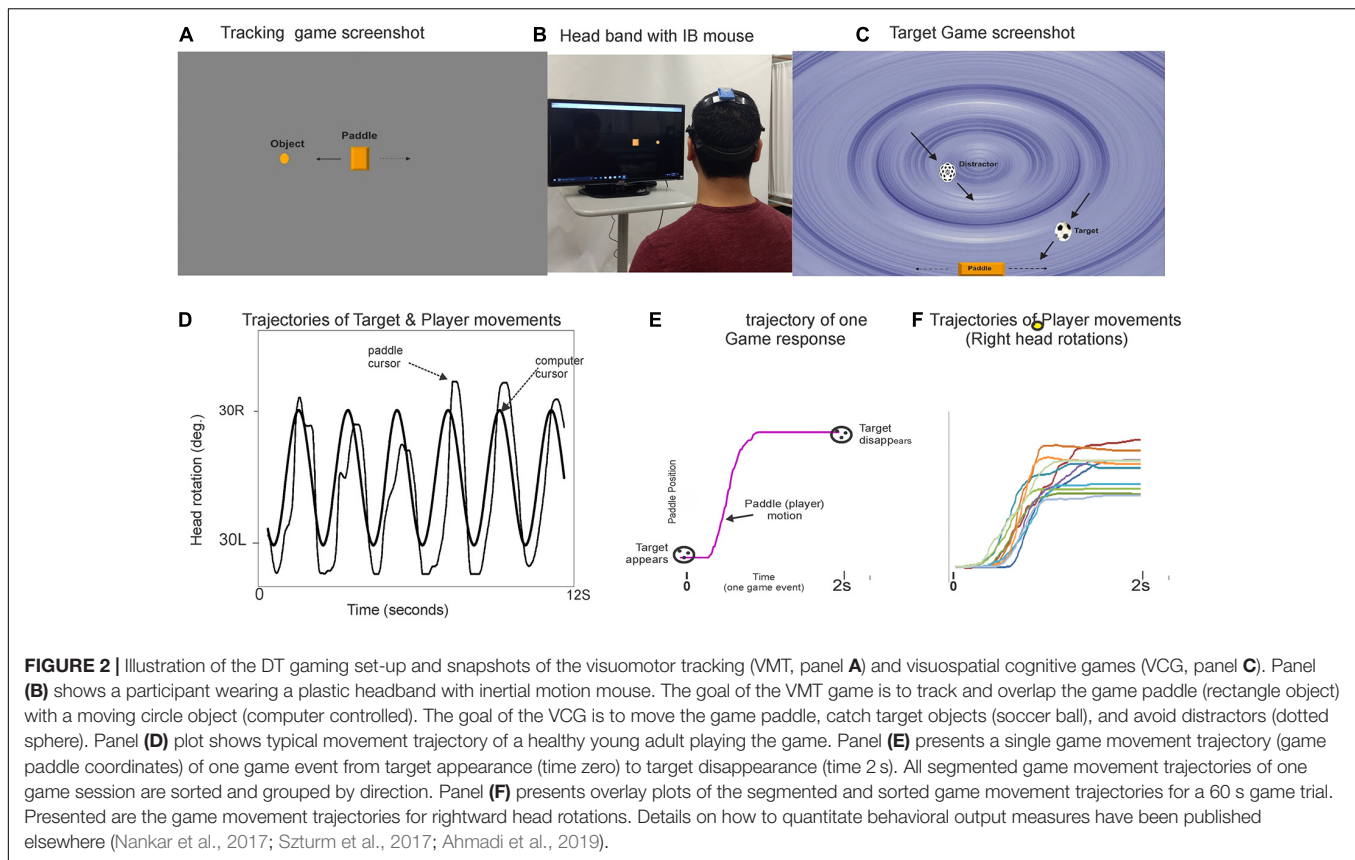 A Tracking game screenshot
B Head band with IB mouse
C Target Game screenshot
Object
Paddle
Distractor
Target
Paddle
D Trajectories of Target & Player movements
paddle
cursor
computer
cursor
30R
Head rotation (deg.)
30L
0
12S
Time (seconds)
E trajectory of one
Game response
Target
disappears
Paddle Position
Paddle (player)
motion
Target
appears
0
Time
(one game event)
2s
F Trajectories of Player movements
(Right head rotations)
0
2s
FIGURE 2 | Illustration of the DT gaming set-up and snapshots of the visuomotor tracking (VMT, panel A) and visuospatial cognitive games (VCG, panel C). Panel
(B) shows a participant wearing a plastic headband with inertial motion mouse. The goal of the VMT game is to track and overlap the game paddle (rectangle object)
with a moving circle object (computer controlled). The goal of the VCG is to move the game paddle, catch target objects (soccer ball), and avoid distractors (dotted
sphere). Panel (D) plot shows typical movement trajectory of a healthy young adult playing the game. Panel (E) presents a single game movement trajectory (game
paddle coordinates) of one game event from target appearance (time zero) to target disappearance (time 2 s). All segmented game movement trajectories of one
game session are sorted and grouped by direction. Panel (F) presents overlay plots of the segmented and sorted game movement trajectories for a 60 s game trial.
Presented are the game movement trajectories for rightward head rotations. Details on how to quantitate behavioral output measures have been published
elsewhere (Nankar et al., 2017; Szturm et al., 2017; Ahmadi et al., 2019).